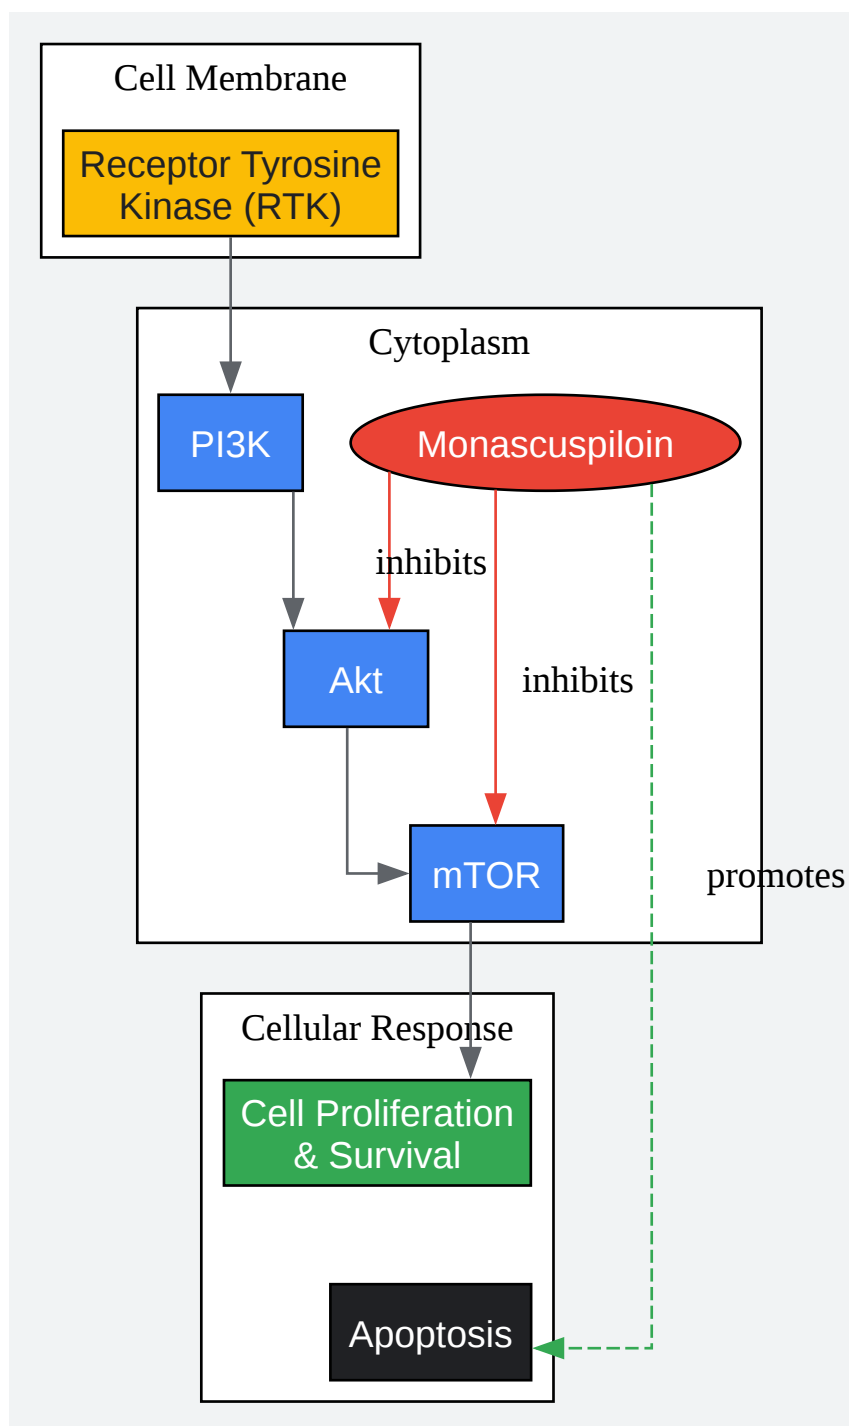 Cell Membrane
Receptor Tyrosine
Kinase (RTK)
Cytoplasm
PI3K
Monascuspiloin
inhibits
Akt
inhibits
mTOR
promotes
Cellular Response
Cell Proliferation
& Survival
Apoptosis